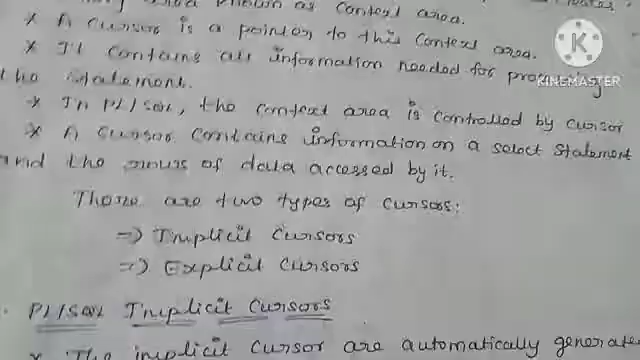 area known as context area.
* A cursor is a pointer to this context area.
* It contains all information needed for processing
the statement.
* In PL/SQL, the context area is controlled by cursor
* A cursor contains information on a select statement
and the rows of data accessed by it.
There are two types of cursors:
=> Implicit Cursors
=> Explicit Cursors
PL/SQL Implicit Cursors
* The implicit cursor are automatically generate
KINEMASTER